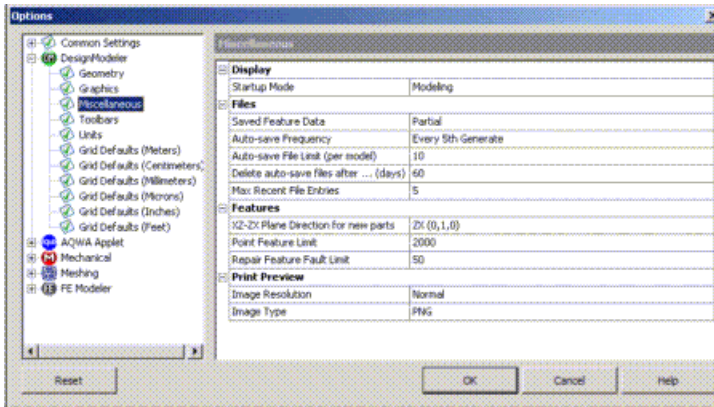 Options
Common Settings
DesignModeler
Geometry
Graphics
Miscellaneous
Toolbars
Units
Grid Defaults (Meters)
Grid Defaults (Centimeters)
Grid Defaults (Millimeters)
Grid Defaults (Microns)
Grid Defaults (Inches)
Grid Defaults (Feet)
AQWA Applet
Mechanical
Meshing
FE Modeler
Miscellaneous
Display
Startup Mode Modeling
Files
Saved Feature Data Partial
Auto-save Frequency Every 5th Generate
Auto-save File Limit (per model) 10
Delete auto-save files after ... (days) 60
Max Recent File Entries 5
Features
XZ-ZX Plane Direction for new parts ZX (0,1,0)
Point Feature Limit 2000
Repair Feature Fault Limit 50
Print Preview
Image Resolution Normal
Image Type PNG
Reset OK Cancel Help